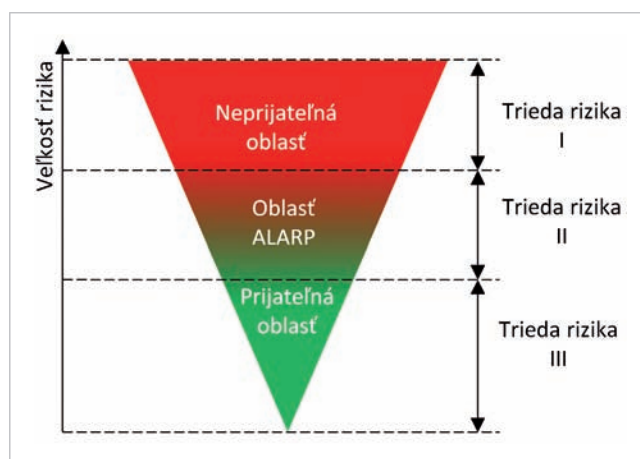 Veľkosť rizika
Neprijateľná
oblasť
Trieda rizika
I
Oblasť
ALARP
Trieda rizika
II
Prijateľná
oblasť
Trieda rizika
III